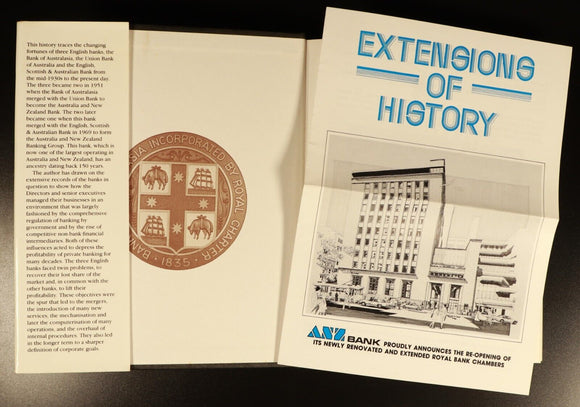 This history traces the changing
fortunes of three English banks, the
Bank of Australasia, the Union Bank
of Australia and the English,
Scottish & Australian Bank from
the mid-1930s to the present day.
The three became two in 1951
when the Bank of Australasia
merged with the Union Bank to
become the Australia and New
Zealand Bank. The two later
became one when this bank
merged with the English, Scottish
& Australian Bank in 1969 to form
the Australia and New Zealand
Banking Group. This bank, which is
now one of the largest operating in
Australia and New Zealand, has an
ancestry dating back 150 years.
The author has drawn on the
extensive records of the banks in
question to show how the
Directors and senior executives
managed their businesses in an
environment that was largely
fashioned by the comprehensive
regulation of banking by
government and by the rise of
competitive non-bank financial
intermediaries. Both of these
influences acted to depress the
profitability of private banking for
many decades. The three English
banks faced twin problems, to
recover their lost share of the
market and, in common with the
other banks, to lift their
profitability. These objectives were
the spur that led to the mergers,
the introduction of many new
services, the mechanisation and
later the computerisation of many
operations, and the overhaul of
internal procedures. They also led
in the longer term to a sharper
definition of corporate goals.
ASIA INCORPORATED BY ROYAL CHARTER
1835
BAN
EXTENSIONS
OF
HISTORY
ANZ BANK PROUDLY ANNOUNCES THE RE-OPENING OF
ITS NEWLY RENOVATED AND EXTENDED ROYAL BANK CHAMBERS